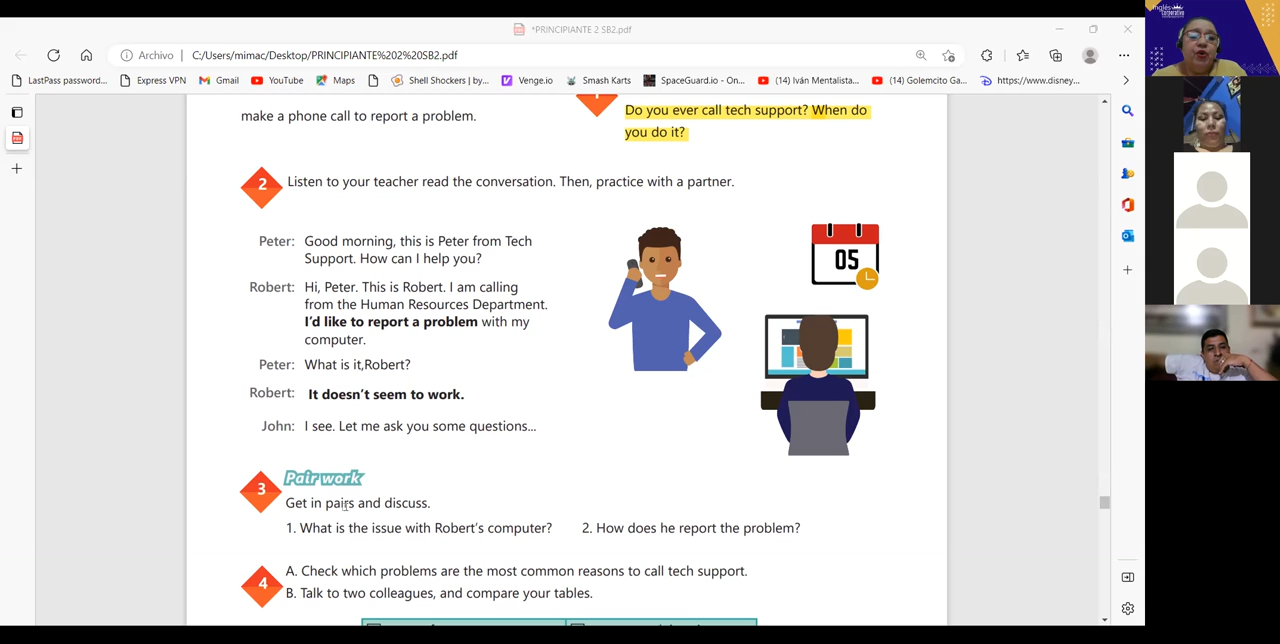 *PRINCIPIANTE 2 SB2.pdf
Archivo
C:/Users/mimac/Desktop/PRINCIPIANTE%202%20SB2.pdf
LastPass password...
Express VPN
Gmail
YouTube
Maps
Shell Shockers | by...
Venge.io
Smash Karts
SpaceGuard.io - On...
(14) Iván Mentalista...
(14) Golemcito Ga...
https://www.disney...
make a phone call to report a problem.
Do you ever call tech support? When do
you do it?
2
Listen to your teacher read the conversation. Then, practice with a partner.
Peter: Good morning, this is Peter from Tech
Support. How can I help you?
Robert: Hi, Peter. This is Robert. I am calling
from the Human Resources Department.
I'd like to report a problem with my
computer.
Peter: What is it,Robert?
Robert: It doesn't seem to work.
John: I see. Let me ask you some questions...
05
3
Pair work
Get in pairs and discuss.
1. What is the issue with Robert's computer?
2. How does he report the problem?
4
A. Check which problems are the most common reasons to call tech support.
B. Talk to two colleagues, and compare your tables.
Inglés
Corporativo